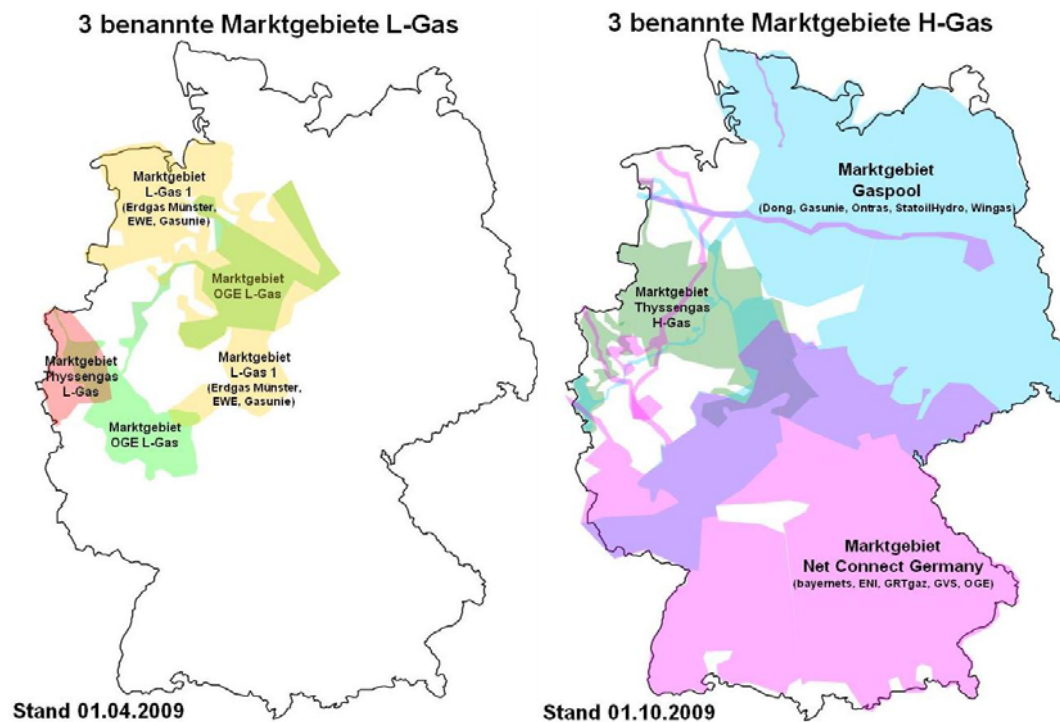 3 benannte Marktgebiete L-Gas
Marktgebiet
L-Gas 1
(Erdgas Münster,
EWE, Gasunie)
Marktgebiet
OGE L-Gas
Marktgebiet
Thyssengas
L-Gas
Marktgebiet
L-Gas 1
(Erdgas Münster,
EWE, Gasunie)
Marktgebiet
OGE L-Gas
Stand 01.04.2009
3 benannte Marktgebiete H-Gas
Marktgebiet
Gaspool
(Dong, Gasunie, Ontras, StatoilHydro, Wingas)
Marktgebiet
Thyssengas
H-Gas
Marktgebiet
Net Connect Germany
(bayernets, ENI, GRTgaz, GVS, OGE)
Stand 01.10.2009